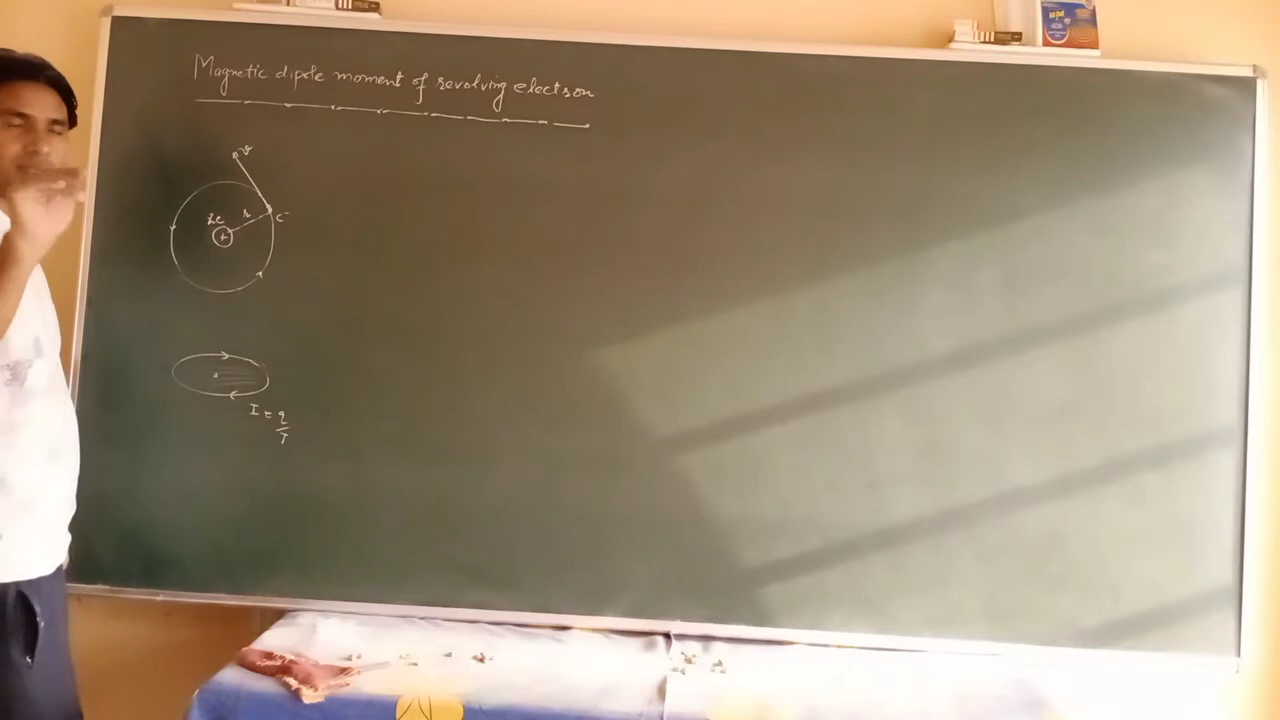 Magnetic dipole moment of revolving electron
v
Ze
r
e⁻
+
I = q/T